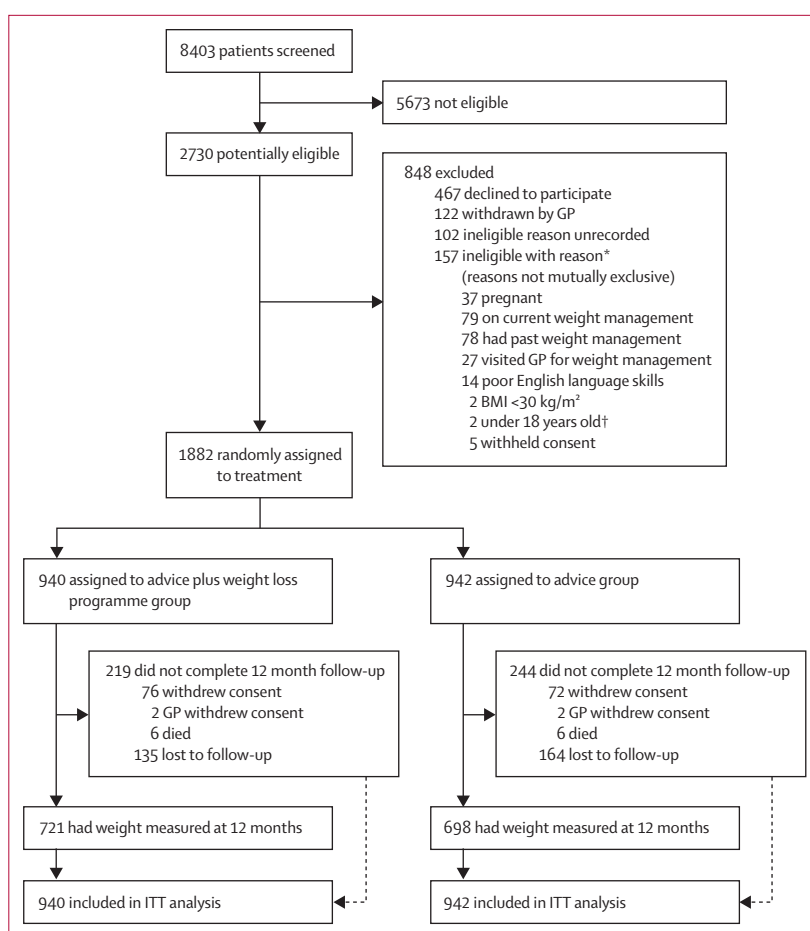 8403 patients screened
5673 not eligible
2730 potentially eligible
848 excluded
467 declined to participate
122 withdrawn by GP
102 ineligible reason unrecorded
157 ineligible with reason*
(reasons not mutually exclusive)
37 pregnant
79 on current weight management
78 had past weight management
27 visited GP for weight management
14 poor English language skills
2 BMI <30 kg/m²
2 under 18 years old†
5 withheld consent
1882 randomly assigned
to treatment
940 assigned to advice plus weight loss
programme group
942 assigned to advice group
219 did not complete 12 month follow-up
76 withdrew consent
2 GP withdrew consent
6 died
135 lost to follow-up
244 did not complete 12 month follow-up
72 withdrew consent
2 GP withdrew consent
6 died
164 lost to follow-up
721 had weight measured at 12 months
698 had weight measured at 12 months
940 included in ITT analysis
942 included in ITT analysis